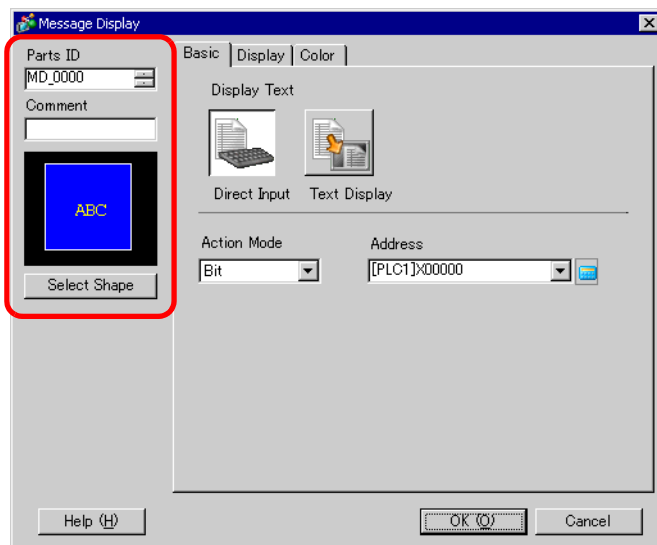 Message Display
Parts ID
MD_0000
Comment
ABC
Select Shape
Basic
Display
Color
Display Text
Direct Input
Text Display
Action Mode
Address
Bit
[PLC1]X00000
Help (H)
OK (O)
Cancel